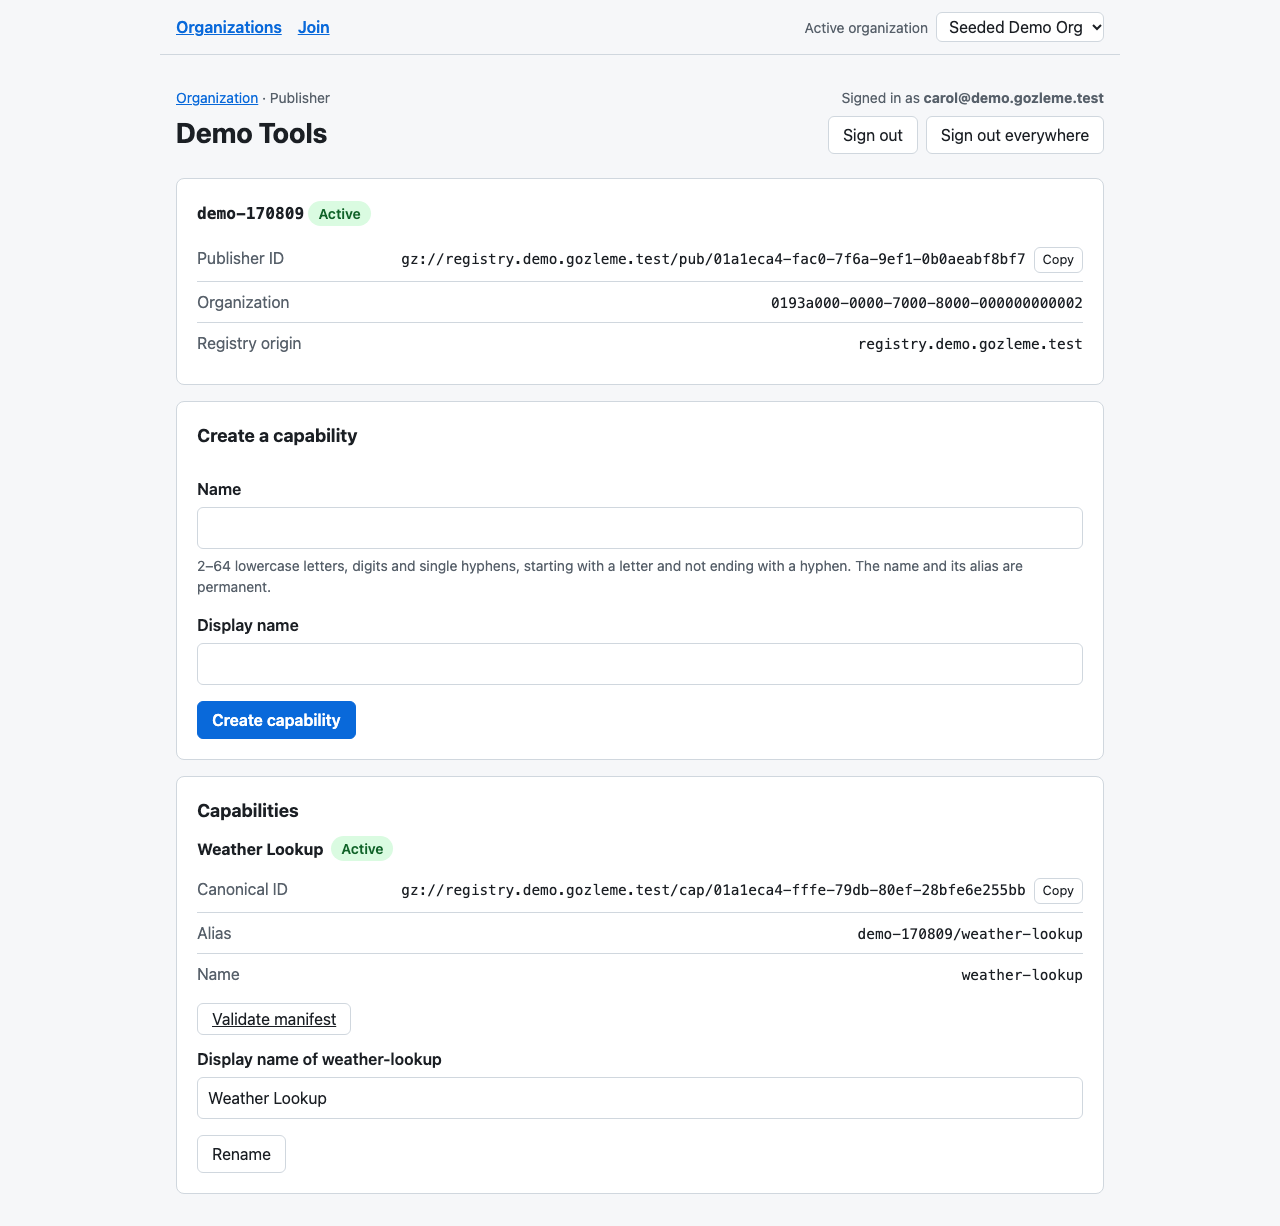 Organizations Join Active organization Seeded Demo Org
Organization · Publisher Signed in as carol@demo.gozleme.test
Demo Tools Sign out Sign out everywhere
demo-170809 Active
Publisher ID gz://registry.demo.gozleme.test/pub/01a1eca4-fac0-7f6a-9ef1-0b0aeabf8bf7 Copy
Organization 0193a000-0000-7000-8000-000000000002
Registry origin registry.demo.gozleme.test
Create a capability
Name
2–64 lowercase letters, digits and single hyphens, starting with a letter and not ending with a hyphen. The name and its alias are
permanent.
Display name
Create capability
Capabilities
Weather Lookup Active
Canonical ID gz://registry.demo.gozleme.test/cap/01a1eca4-fffe-79db-80ef-28bfe6e255bb Copy
Alias demo-170809/weather-lookup
Name weather-lookup
Validate manifest
Display name of weather-lookup
Weather Lookup
Rename